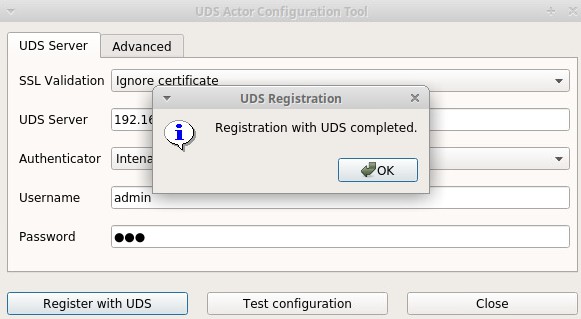 UDS Actor Configuration Tool
UDS Server Advanced
SSL Validation Ignore certificate
UDS Registration
UDS Server 192.16
Registration with UDS completed.
Authenticator Intena
OK
Username admin
Password ●●●
Register with UDS Test configuration Close